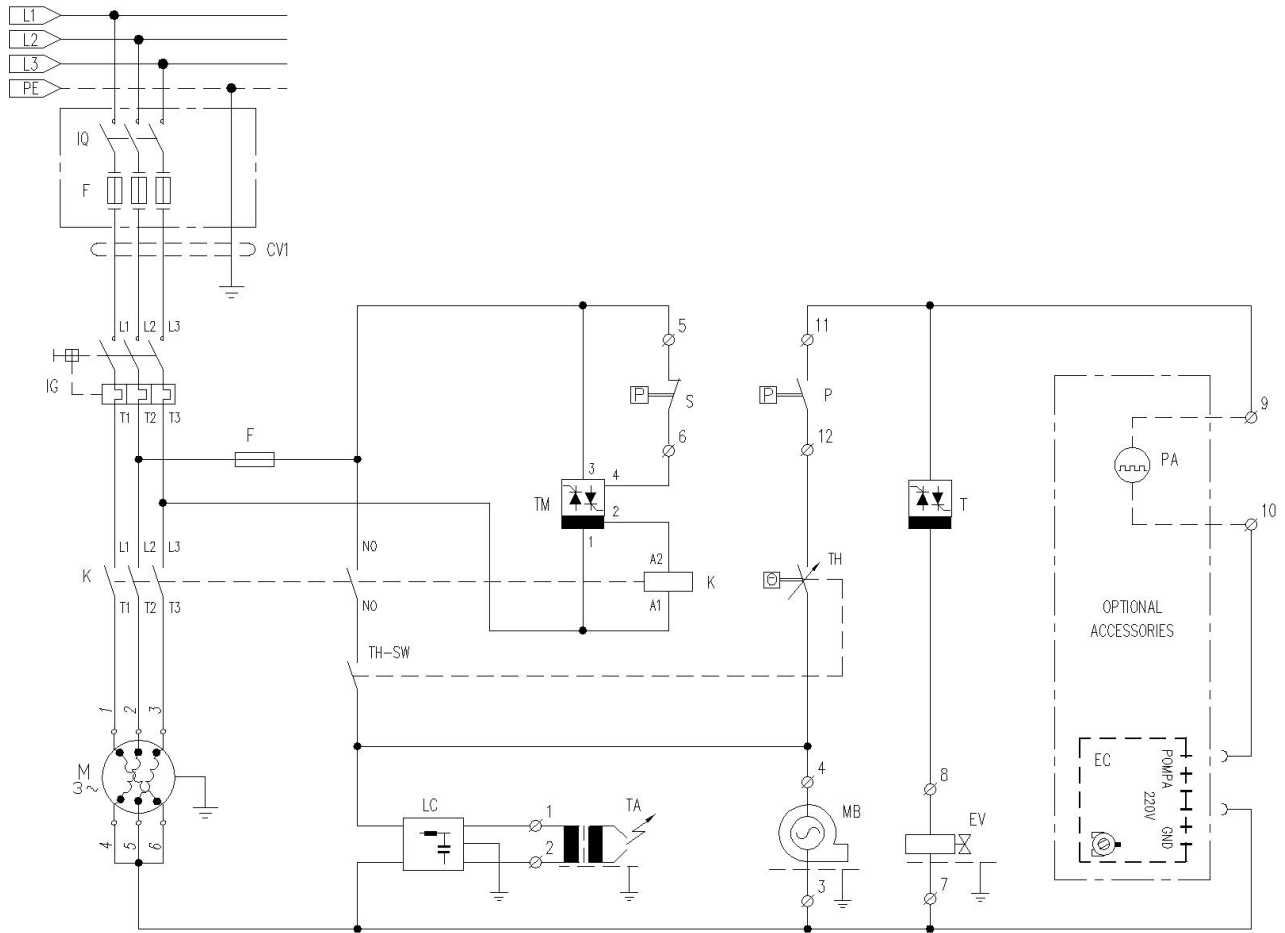 L1
L2
L3
PE
IQ
F
CV1
L1 L2 L3
IG
T1 T2 T3
F
5
P S
6
11
P P
12
9
PA
10
3 4
TM
2
1
T
L1 L2 L3
K
T1 T2 T3
NO
NO
A2
K
A1
TH
Θ
OPTIONAL
ACCESSORIES
TH-SW
1 2 3
M
3~
4 5 6
LC
1
2
TA
4
MB
3
8
EV
7
EC
POMPA
220V
GND